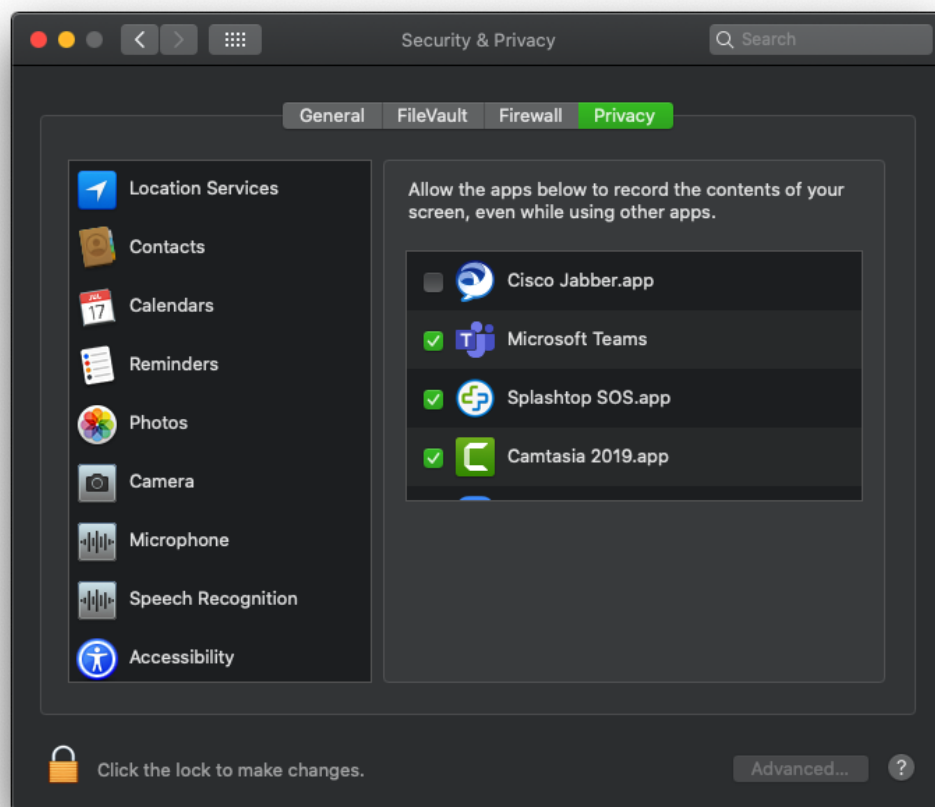 Security & Privacy
Search
General
FileVault
Firewall
Privacy
Location Services
Contacts
JUL
17
Calendars
Reminders
Photos
Camera
Microphone
Speech Recognition
Accessibility
Allow the apps below to record the contents of your
screen, even while using other apps.
Cisco Jabber.app
T
Microsoft Teams
Splashtop SOS.app
C
Camtasia 2019.app
Click the lock to make changes.
Advanced...
?